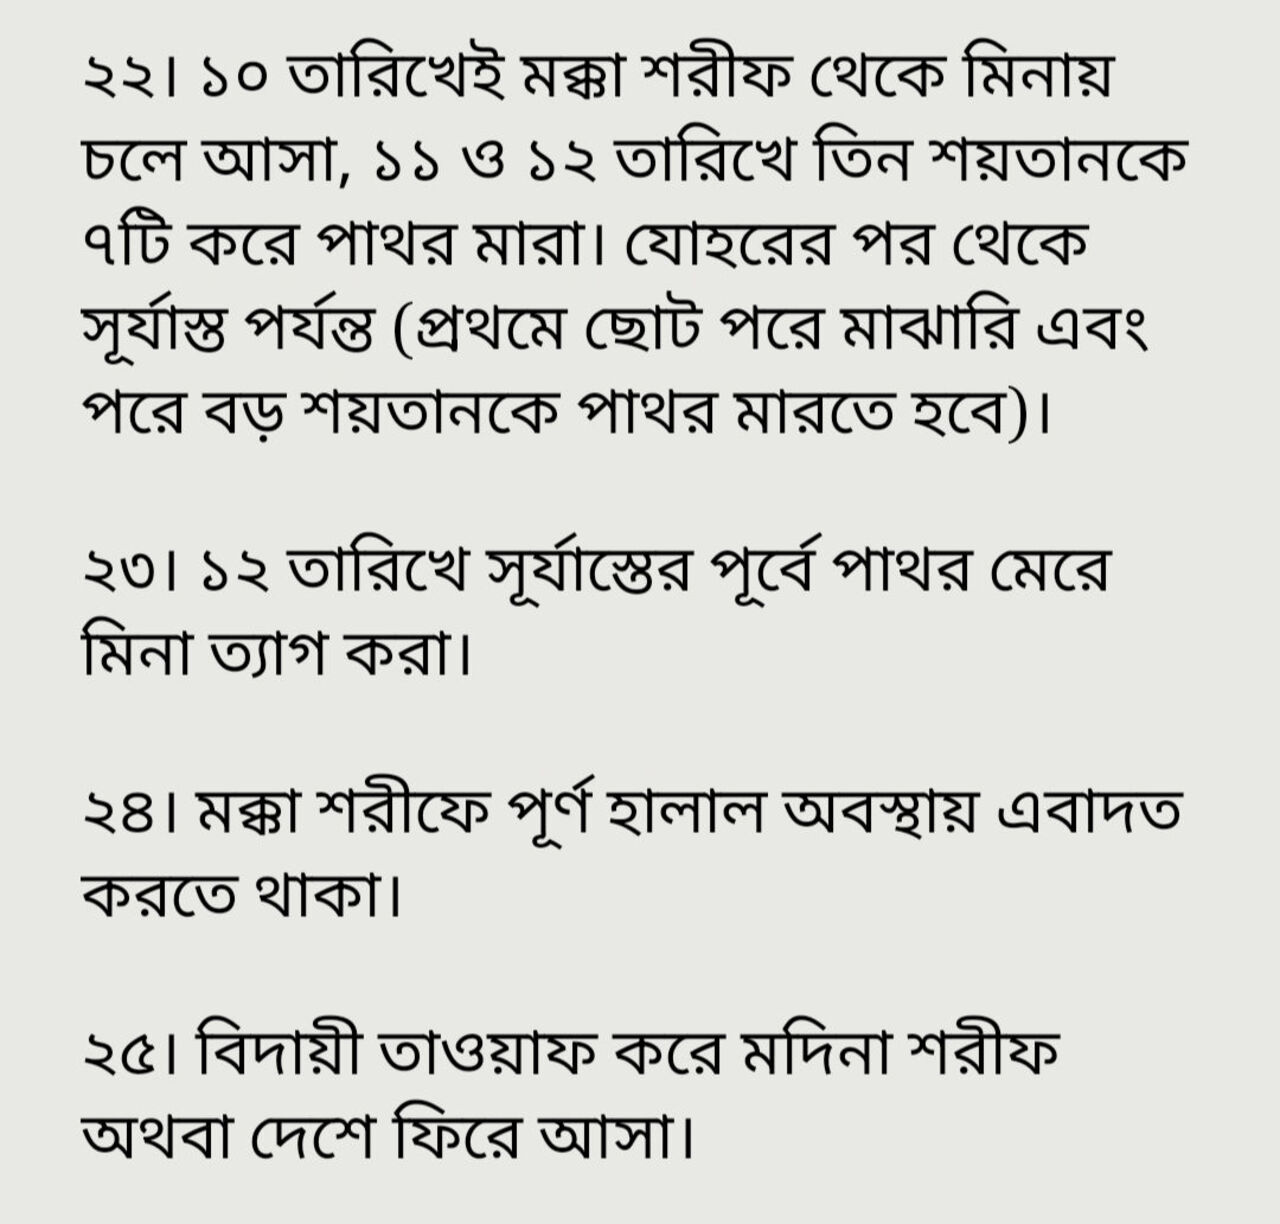 ২২। ১০ তারিখেই মক্কা শরীফ থেকে মিনায়
চলে আসা, ১১ ও ১২ তারিখে তিন শয়তানকে
৭টি করে পাথর মারা। যোহরের পর থেকে
সূর্যাস্ত পর্যন্ত (প্রথমে ছোট পরে মাঝারি এবং
পরে বড় শয়তানকে পাথর মারতে হবে)।
২৩। ১২ তারিখে সূর্যাস্তের পূর্বে পাথর মেরে
মিনা ত্যাগ করা।
২৪। মক্কা শরীফে পূর্ণ হালাল অবস্থায় এবাদত
করতে থাকা।
২৫। বিদায়ী তাওয়াফ করে মদিনা শরীফ
অথবা দেশে ফিরে আসা।